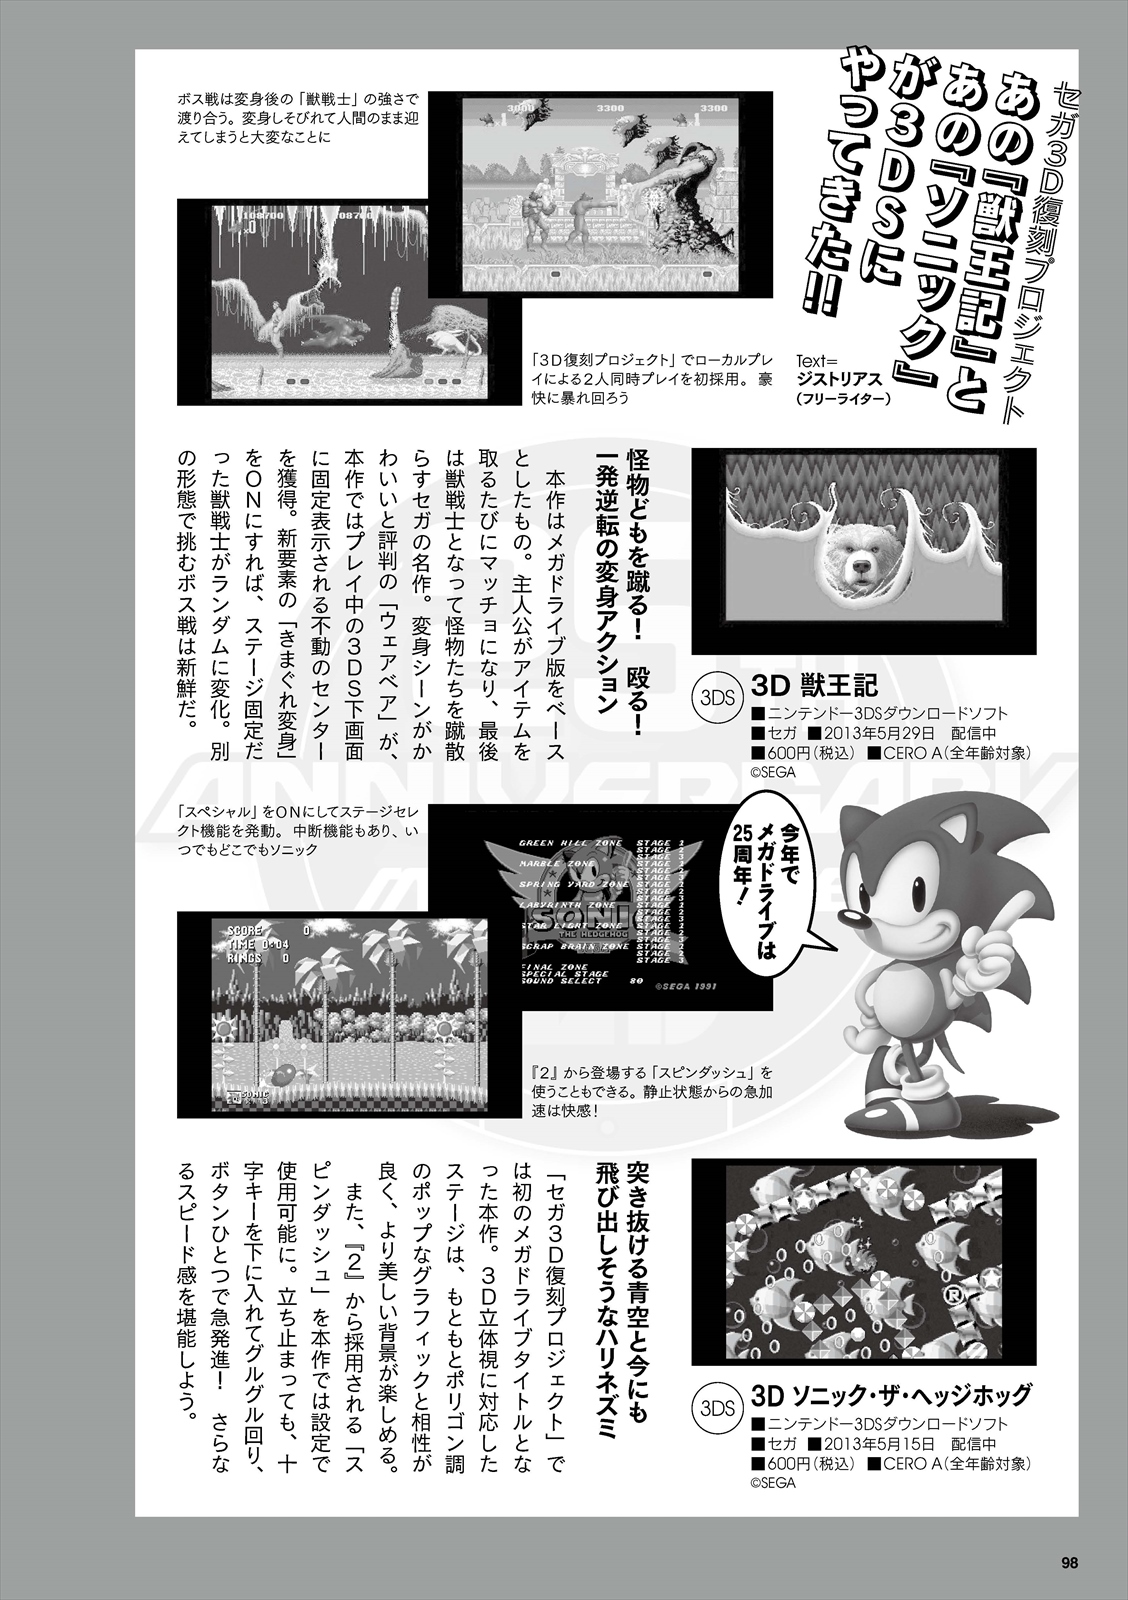 セガ3D復刻プロジェクト
あの『獣王記』と
あの『ソニック』
が3DSに
やってきた!!
Text=
ジストリアス
（フリーライター）
ボス戦は変身後の「獣戦士」の強さで
渡り合う。変身しそびれて人間のまま迎
えてしまうと大変なことに
3000 3300 3300
1 1
108700 108700
x0
「3D復刻プロジェクト」でローカルプレ
イによる2人同時プレイを初採用。豪
快に暴れ回ろう
怪物どもを蹴る！　殴る！
一発逆転の変身アクション
　本作はメガドライブ版をベース
としたもの。主人公がアイテムを
取るたびにマッチョになり、最後
は獣戦士となって怪物たちを蹴散
らすセガの名作。変身シーンがか
わいいと評判の「ウェアベア」が、
本作ではプレイ中の3DS下画面
に固定表示される不動のセンター
を獲得。新要素の「きまぐれ変身」
をONにすれば、ステージ固定だ
った獣戦士がランダムに変化。別
の形態で挑むボス戦は新鮮だ。
3DS
3D 獣王記
■ニンテンドー3DSダウンロードソフト
■セガ ■2013年5月29日　配信中
■600円（税込） ■CERO A（全年齢対象）
©SEGA
25TH
ANNIVERSARY
「スペシャル」をONにしてステージセレ
クト機能を発動。中断機能もあり、い
つでもどこでもソニック
GREEN HILL ZONE STAGE 1
STAGE 2
STAGE 3
MARBLE ZONE STAGE 1
STAGE 2
STAGE 3
SPRING YARD ZONE STAGE 1
STAGE 2
STAGE 3
LABYRINTH ZONE STAGE 1
STAGE 2
STAGE 3
STAR LIGHT ZONE STAGE 1
STAGE 2
STAGE 3
SCRAP BRAIN ZONE STAGE 1
STAGE 2
STAGE 3
FINAL ZONE
SPECIAL STAGE
SOUND SELECT 80
SONIC
THE HEDGEHOG
©SEGA 1991
SCORE 0
TIME 0:04
RINGS 0
SONIC
x 3
今年で
メガドライブは
25周年！
『2』から登場する「スピンダッシュ」を
使うこともできる。静止状態からの急加
速は快感！
突き抜ける青空と今にも
飛び出しそうなハリネズミ
「セガ3D復刻プロジェクト」で
は初のメガドライブタイトルとな
った本作。3D立体視に対応した
ステージは、もともとポリゴン調
のポップなグラフィックと相性が
良く、より美しい背景が楽しめる。
　また、『2』から採用される「ス
ピンダッシュ」を本作では設定で
使用可能に。立ち止まっても、十
字キーを下に入れてグルグル回り、
ボタンひとつで急発進！　さらな
るスピード感を堪能しよう。
R
3DS
3D ソニック・ザ・ヘッジホッグ
■ニンテンドー3DSダウンロードソフト
■セガ ■2013年5月15日　配信中
■600円（税込） ■CERO A（全年齢対象）
©SEGA
98